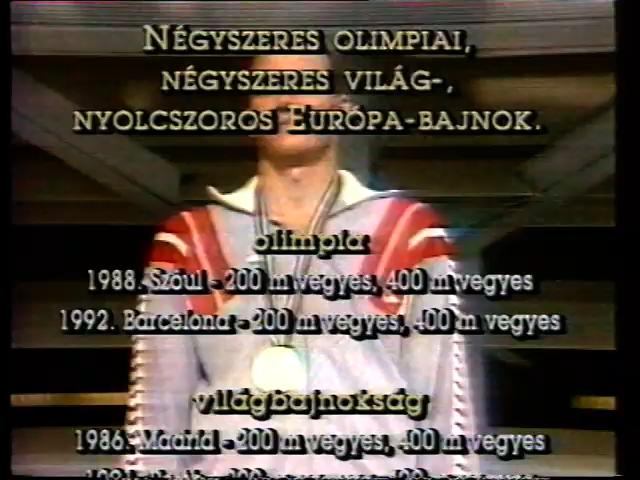 NÉGYSZERES OLIMPIAI,
NÉGYSZERES VILÁG-,
NYOLCSZOROS EURÓPA-BAJNOK.
olimpia
1988. Szöul - 200 m vegyes, 400 m vegyes
1992. Barcelona - 200 m vegyes, 400 m vegyes
világbajnokság
1986. Madrid - 200 m vegyes, 400 m vegyes